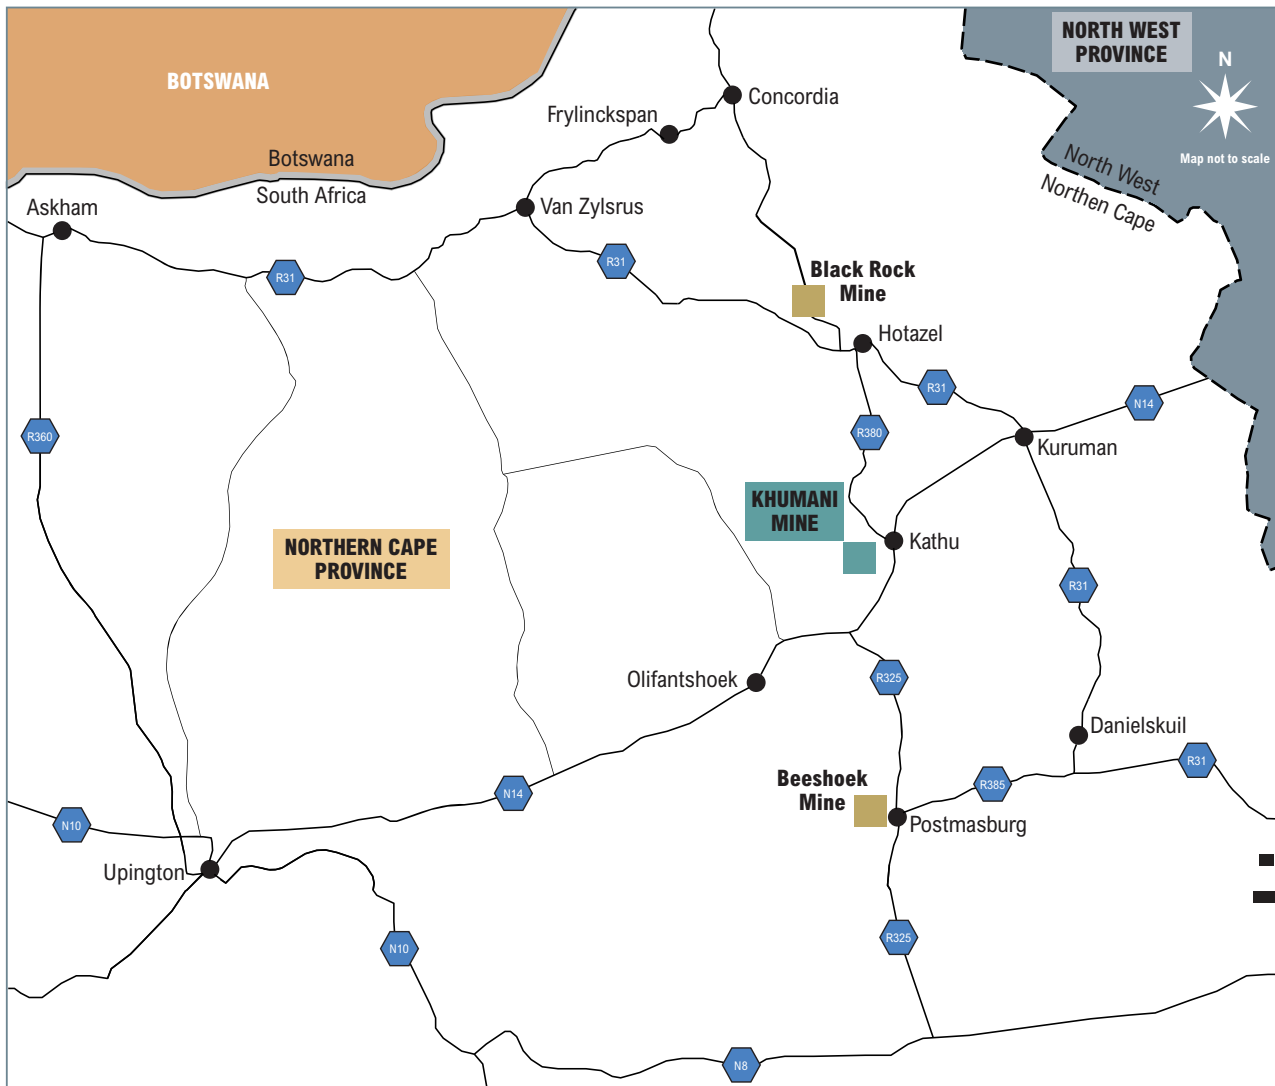 NORTH WEST
PROVINCE
N
BOTSWANA
Concordia
Frylinckspan
Map not to scale
Botswana
South Africa
North West
Northen Cape
Askham
Van Zylsrus
R31
R31
Black Rock
Mine
Hotazel
R31
N14
R360
R380
Kuruman
KHUMANI
MINE
Kathu
NORTHERN CAPE
PROVINCE
R31
Olifantshoek
R325
Danielskuil
R31
Beeshoek
Mine
R385
N14
N10
Postmasburg
Upington
R325
N10
N8